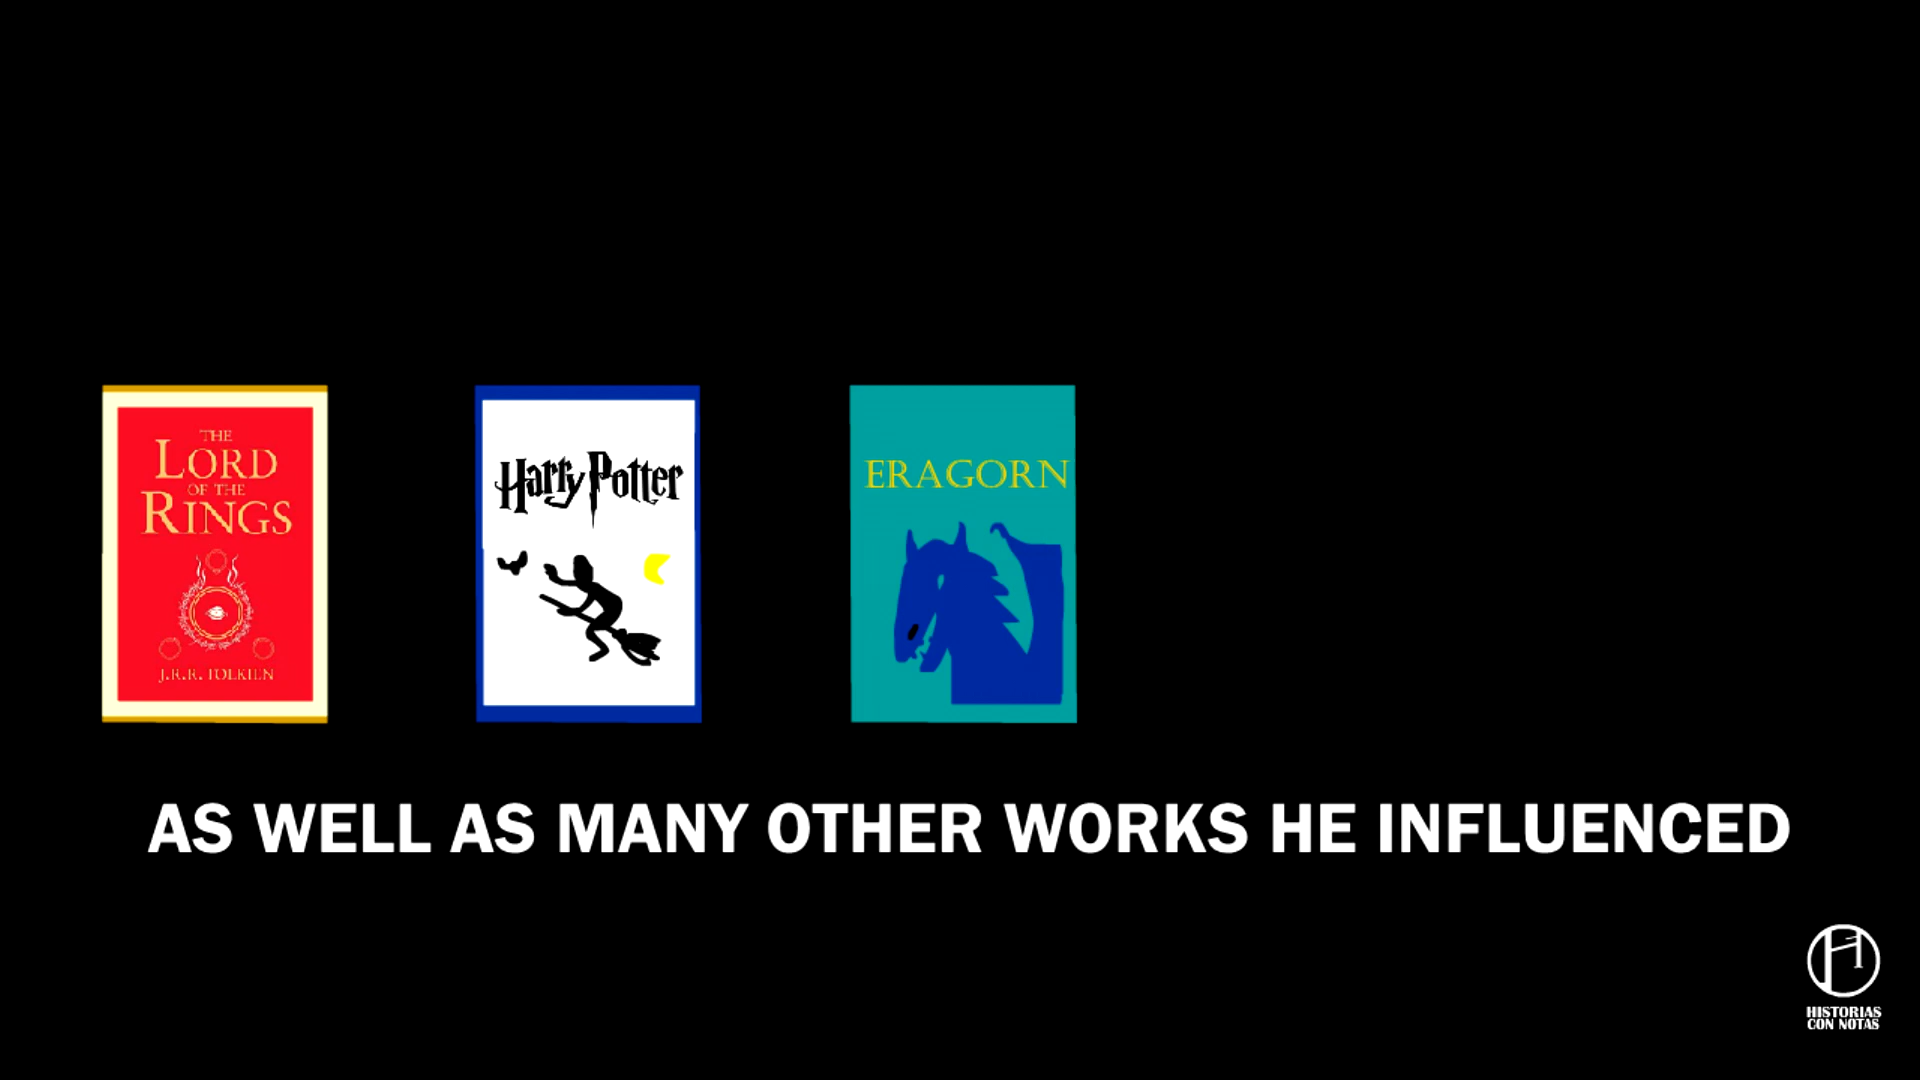 THE
LORD
OF THE
RINGS
J.R.R. TOLKIEN
Harry Potter
ERAGORN
AS WELL AS MANY OTHER WORKS HE INFLUENCED
HISTORIAS
CON NOTAS